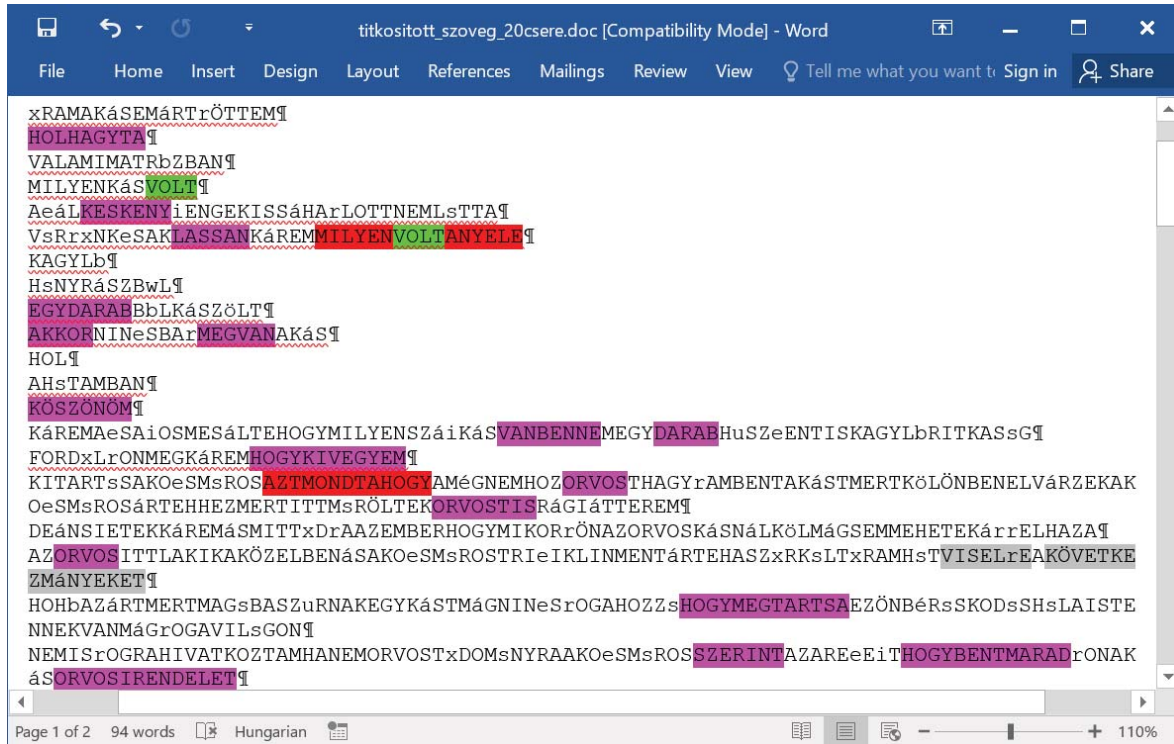 titkositott_szoveg_20csere.doc [Compatibility Mode] - Word
File Home Insert Design Layout References Mailings Review View Tell me what you want t Sign in Share
xRAMAKáSEMáRTrÖTTEM¶
HOLHAGYTA¶
VALAMIMATRbZBAN¶
MILYENKáSVOLT¶
AeáLKESKENYiENGEKISSáHArLOTTNEMLsTTA¶
VsRrxNKeSAKLASSANKáREMMILYENVOLTANYELE¶
KAGYLb¶
HsNYRáSZBwL¶
EGYDARABBbLKáSZöLT¶
AKKORNINeSBArMEGVANAKáS¶
HOL¶
AHsTAMBAN¶
KÖSZÖNÖM¶
KáREMAeSAiOSMESáLTEHOGYMILYENSZáiKáSVANBENNEMEGYDARABHuSZeENTISKAGYLbRITKASsG¶
FORDxLrONMEGKáREMHOGYKIVEGYEM¶
KITARTsSAKOeSMsROSAZTMONDTAHOGYAMéGNEMHOZORVOSTHAGYrAMBENTAKáSTMERTKöLÖNBENELVáRZEKAK
OeSMsROSáRTEHHEZMERTITTMsRÖLTEKORVOSTISRáGIáTTEREM¶
DEáNSIETEKKáREMáSMITTxDrAAZEMBERHOGYMIKORrÖNAZORVOSKáSNáLKöLMáGSEMMEHETEKárrELHAZA¶
AZORVOSITTLAKIKAKÖZELBENáSAKOeSMsROSTRIeIKLINMENTáRTEHASZxRKsLTxRAMHsTVISELrEAKÖVETKE
ZMáNYEKET¶
HOHbAZáRTMERTMAGsBASZuRNAKEGYKáSTMáGNINeSrOGAHOZZsHOGYMEGTARTSAEZÖNBéRsSKODsSHsLAISTE
NNEKVANMáGrOGAVILsGON¶
NEMISrOGRAHIVATKOZTAMHANEMORVOSTxDOMsNYRAAKOeSMsROSSZERINTAZAREeEiTHOGYBENTMARADrONAK
áSORVOSIRENDELET¶
Page 1 of 2 94 words Hungarian 110%